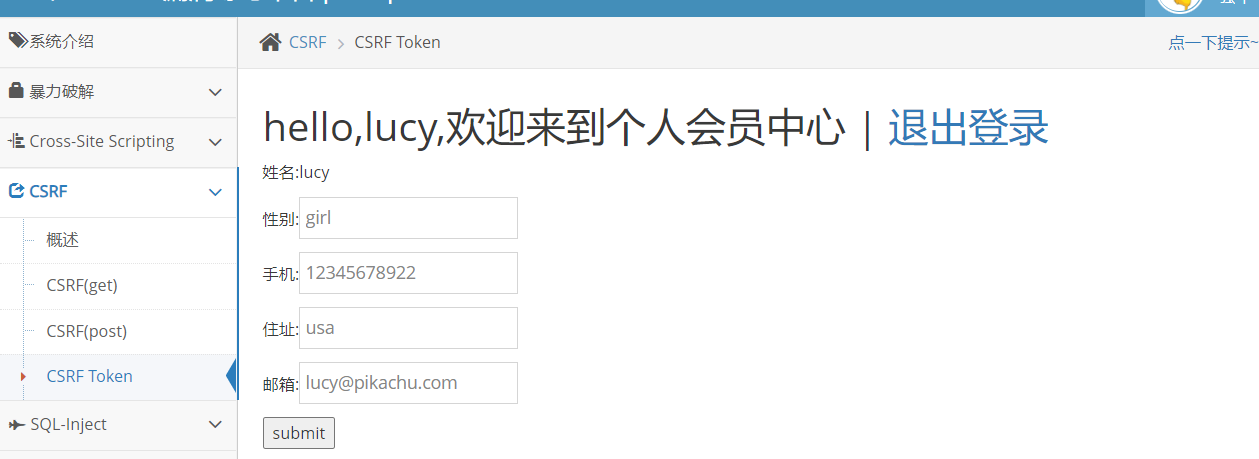 系统介绍
暴力破解
Cross-Site Scripting
CSRF
概述
CSRF(get)
CSRF(post)
CSRF Token
SQL-Inject
CSRF > CSRF Token
点一下提示~
hello,lucy,欢迎来到个人会员中心 | 退出登录
姓名:lucy
性别:girl
手机:12345678922
住址:usa
邮箱:lucy@pikachu.com
submit